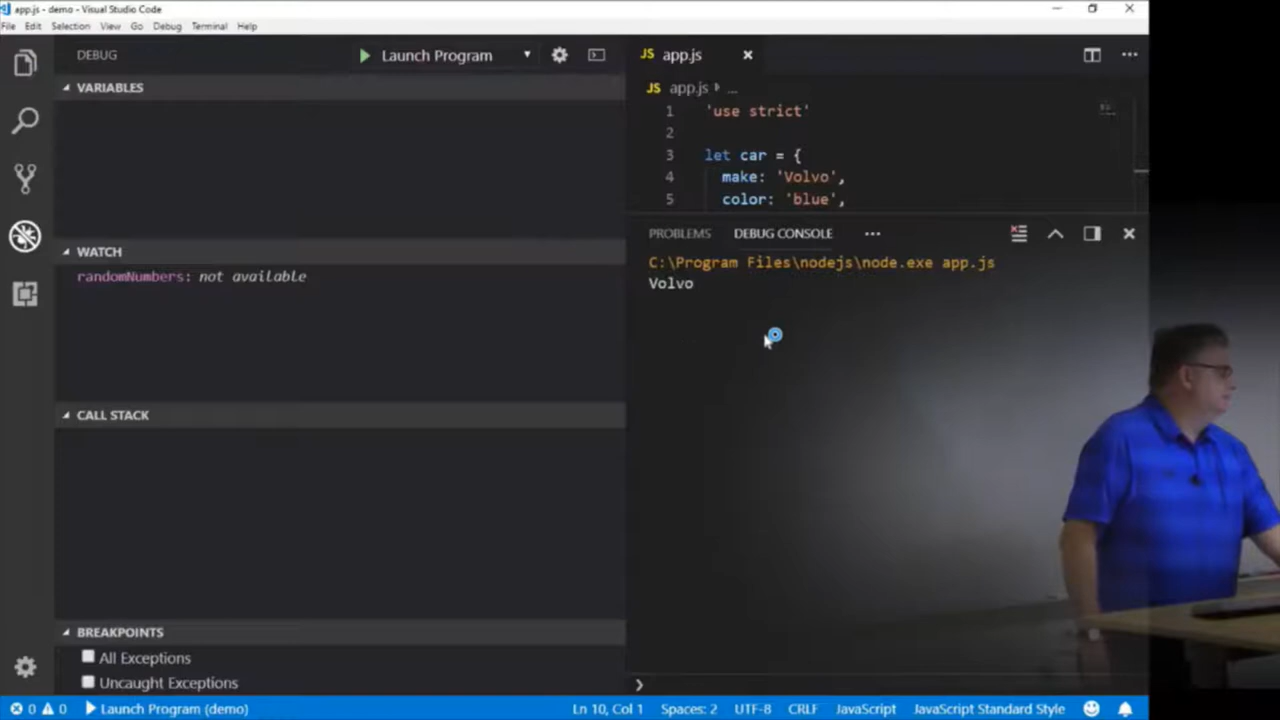 app.js - demo - Visual Studio Code
File Edit Selection View Go Debug Terminal Help
DEBUG
Launch Program
VARIABLES
WATCH
randomNumbers: not available
CALL STACK
BREAKPOINTS
All Exceptions
Uncaught Exceptions
JS app.js
JS app.js ...
1 'use strict'
2
3 let car = {
4 make: 'Volvo',
5 color: 'blue',
PROBLEMS DEBUG CONSOLE ...
C:\Program Files\nodejs\node.exe app.js
Volvo
0 0 Launch Program (demo) Ln 10, Col 1 Spaces: 2 UTF-8 CRLF JavaScript JavaScript Standard Style